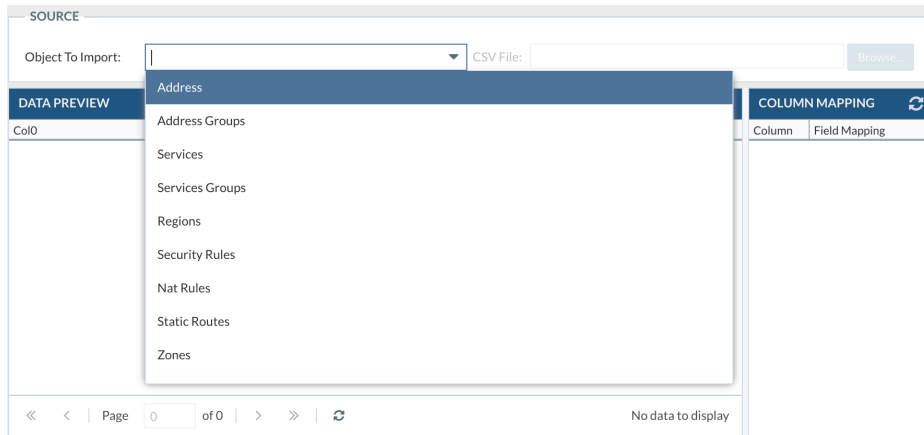 SOURCE
Object To Import:
CSV File:
Browse...
Address
Address Groups
Services
Services Groups
Regions
Security Rules
Nat Rules
Static Routes
Zones
DATA PREVIEW
Col0
COLUMN MAPPING
Column Field Mapping
Page 0 of 0
No data to display